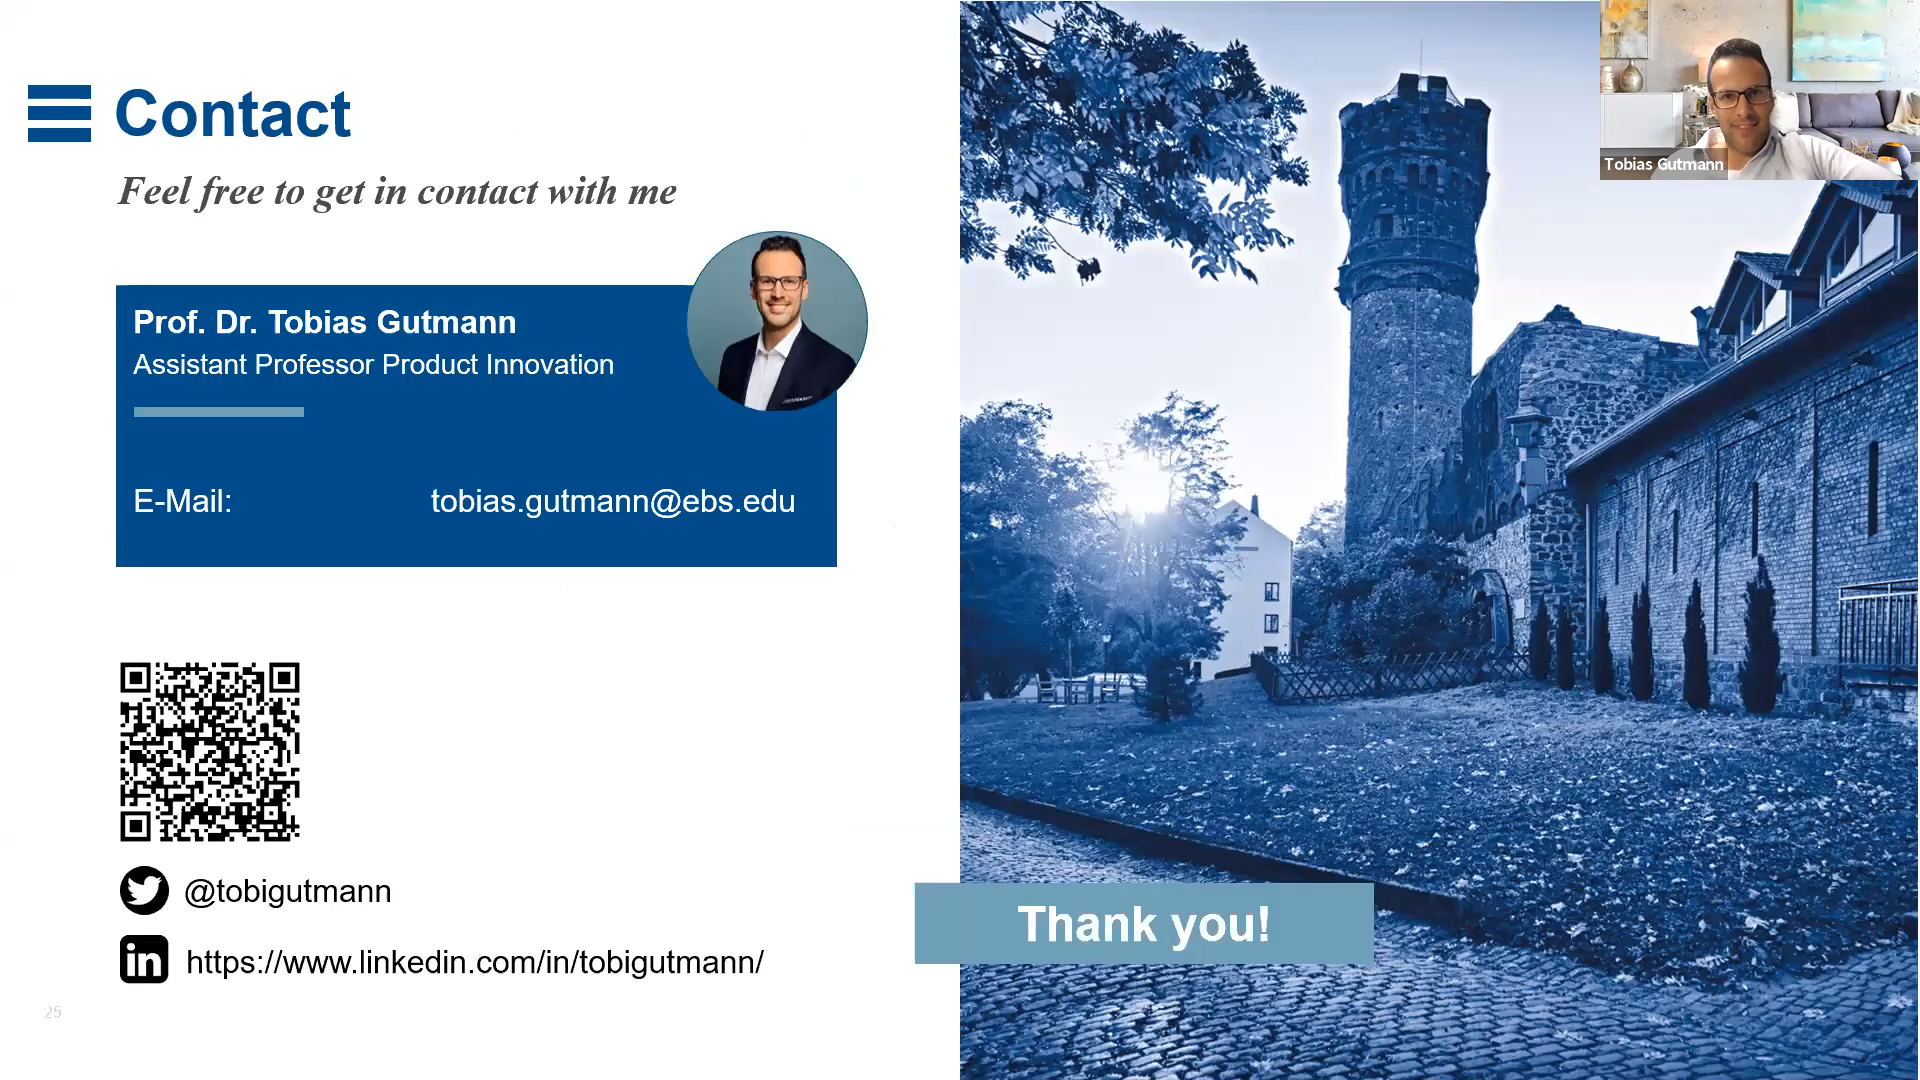 Contact
Feel free to get in contact with me
Prof. Dr. Tobias Gutmann
Assistant Professor Product Innovation
E-Mail: tobias.gutmann@ebs.edu
@tobigutmann
in https://www.linkedin.com/in/tobigutmann/
25
Thank you!
Tobias Gutmann